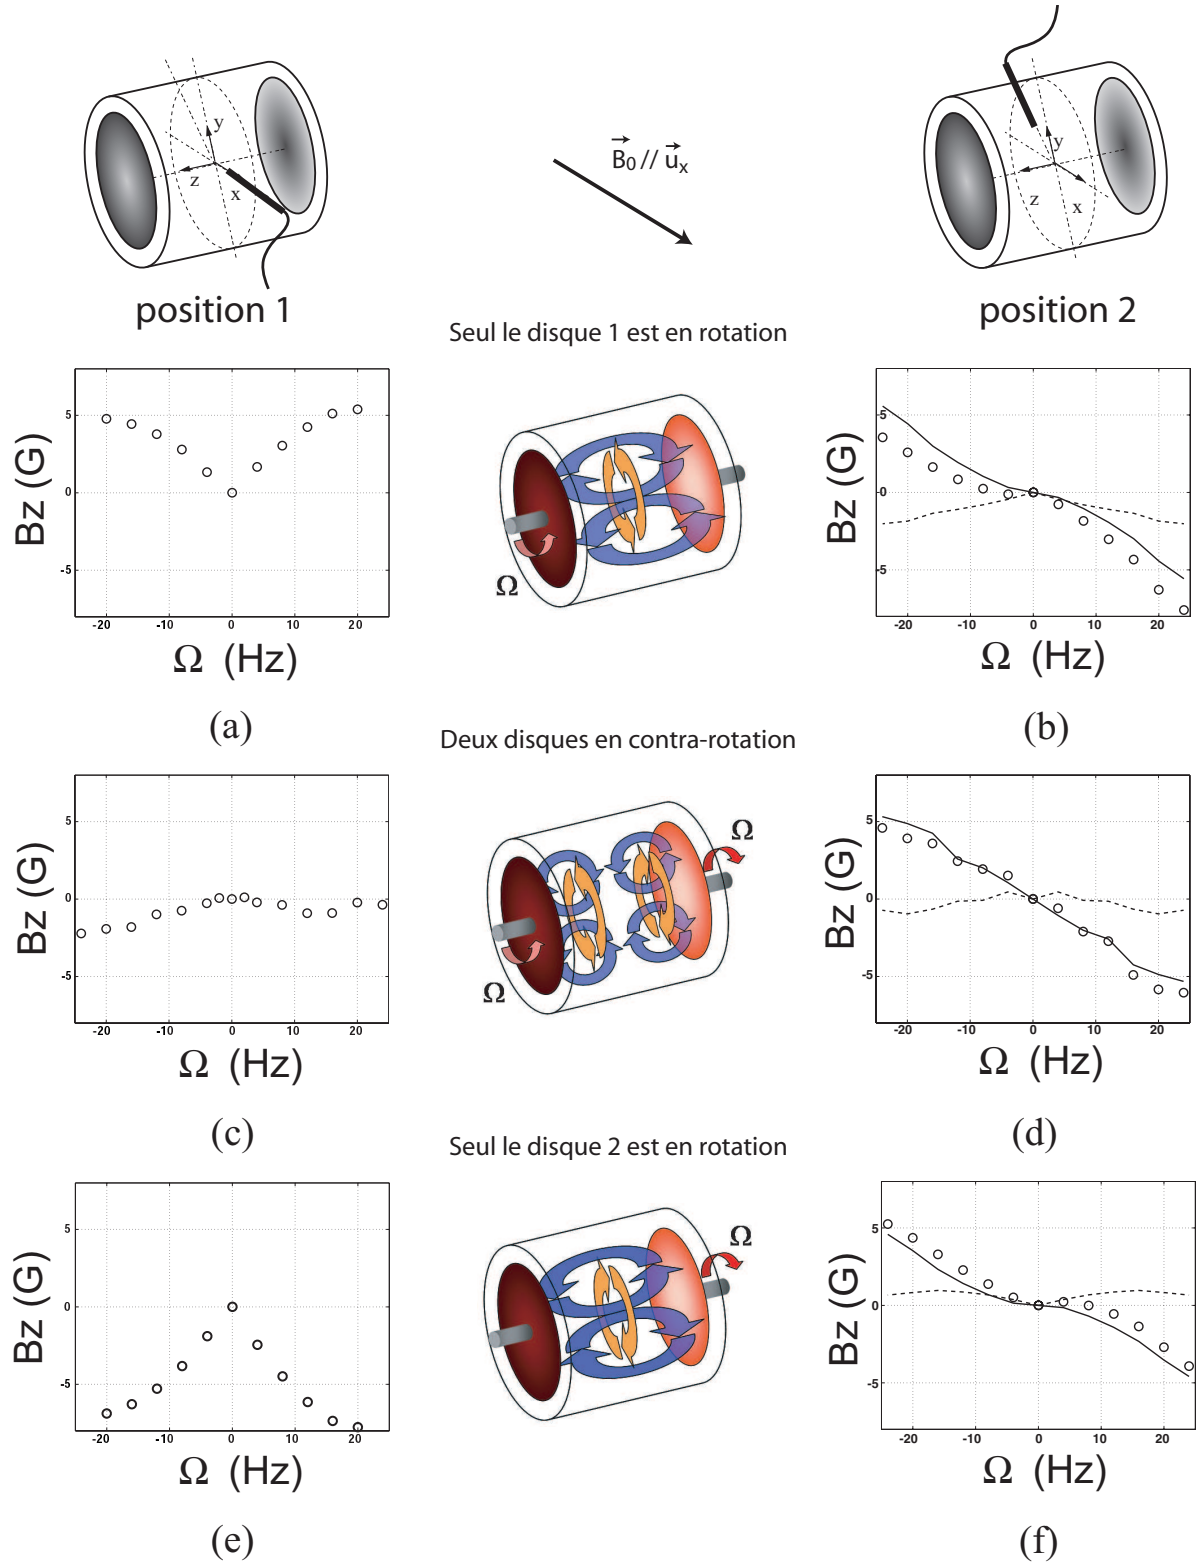 y
z
x
position 1
B₀ // uₓ
y
z
x
position 2
Seul le disque 1 est en rotation
Bz (G)
5
0
-5
-20 -10 0 10 20
Ω (Hz)
(a)
Ω
Bz (G)
5
0
-5
-20 -10 0 10 20
Ω (Hz)
(b)
Deux disques en contra-rotation
Bz (G)
5
0
-5
-20 -10 0 10 20
Ω (Hz)
(c)
Ω
Ω
Bz (G)
5
0
-5
-20 -10 0 10 20
Ω (Hz)
(d)
Seul le disque 2 est en rotation
Bz (G)
5
0
-5
-20 -10 0 10 20
Ω (Hz)
(e)
Ω
Bz (G)
5
0
-5
-20 -10 0 10 20
Ω (Hz)
(f)